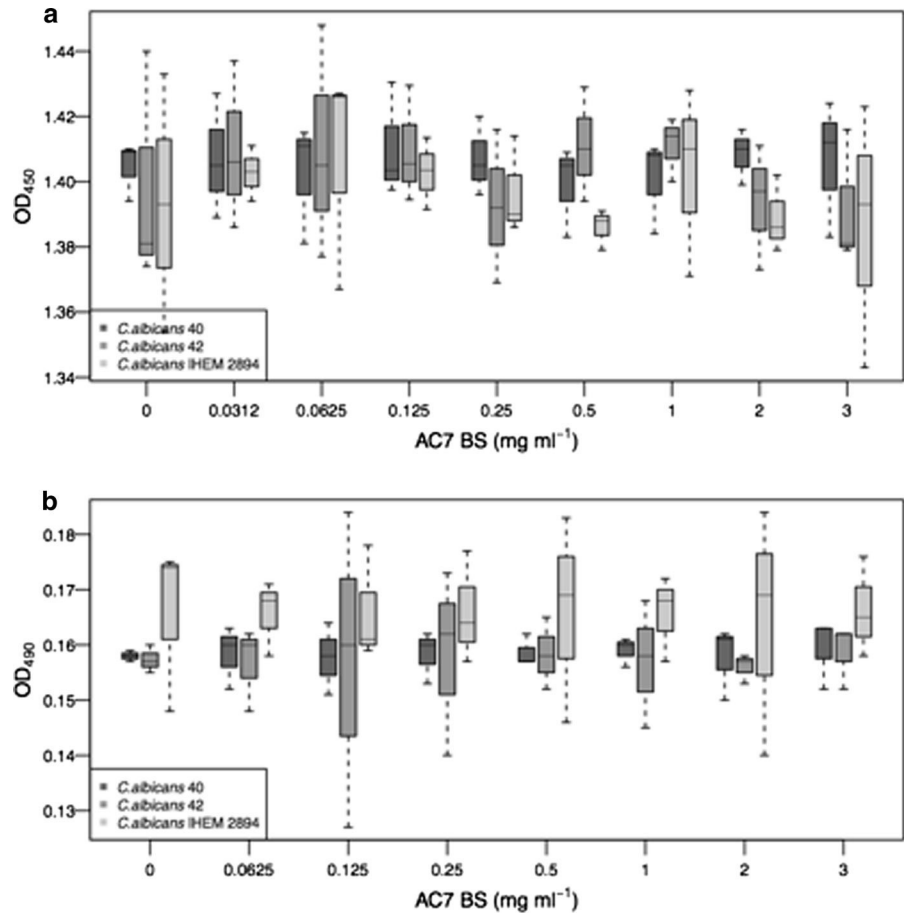 a
1.44
1.42
1.40
1.38
1.36
1.34
OD450
C.albicans 40
C.albicans 42
C.albicans IHEM 2894
0 0.0312 0.0625 0.125 0.25 0.5 1 2 3
AC7 BS (mg ml⁻¹)
b
0.18
0.17
0.16
0.15
0.14
0.13
OD490
C.albicans 40
C.albicans 42
C.albicans IHEM 2894
0 0.0625 0.125 0.25 0.5 1 2 3
AC7 BS (mg ml⁻¹)